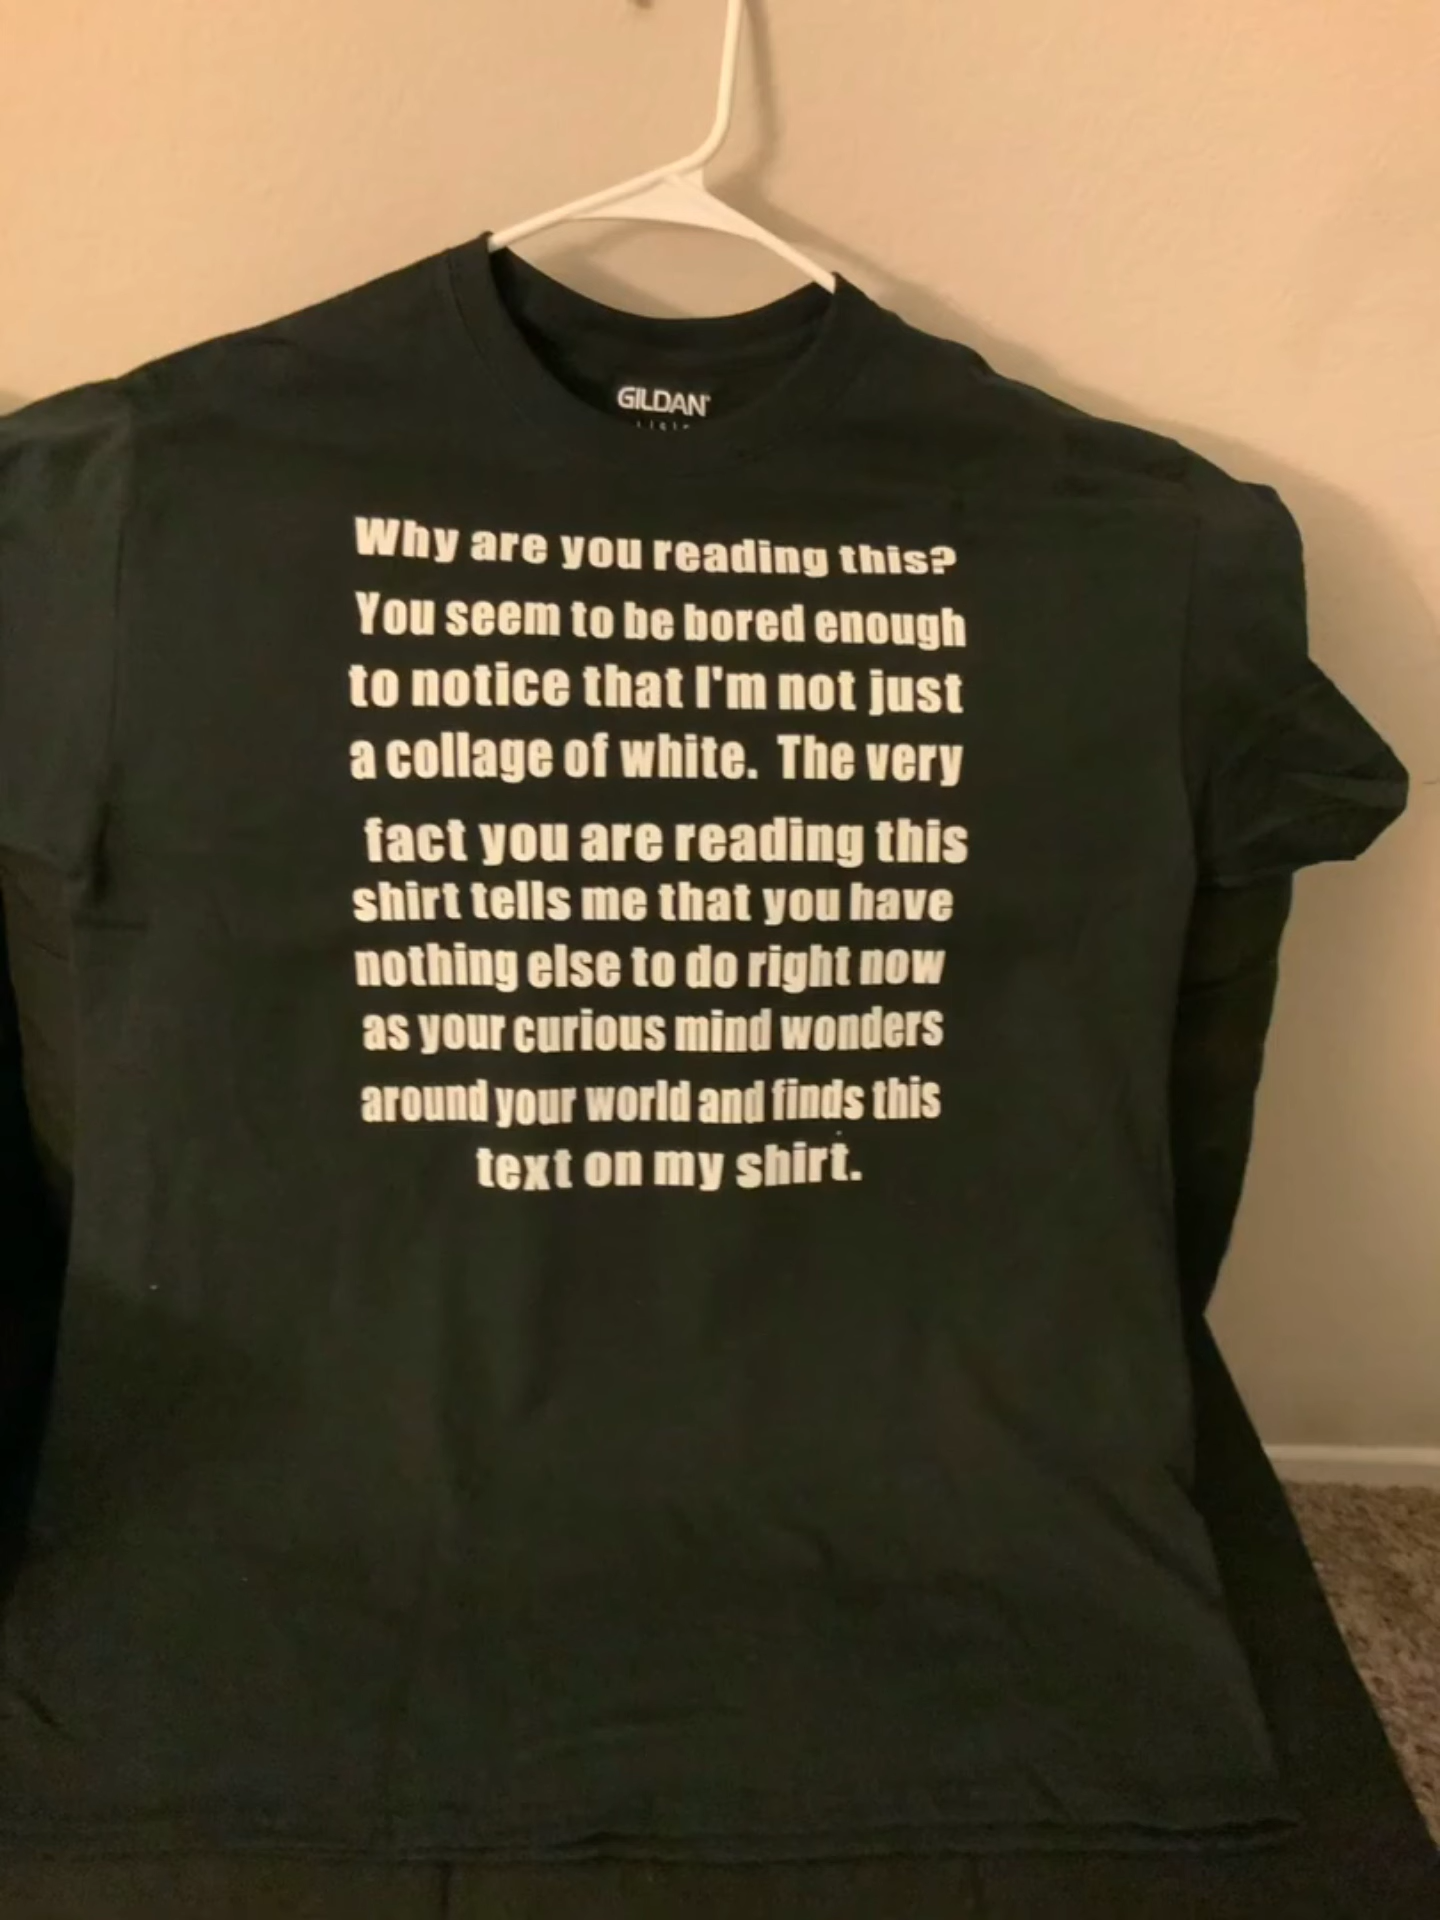 GILDAN
Why are you reading this?
You seem to be bored enough
to notice that I'm not just
a collage of white. The very
fact you are reading this
shirt tells me that you have
nothing else to do right now
as your curious mind wonders
around your world and finds this
text on my shirt.